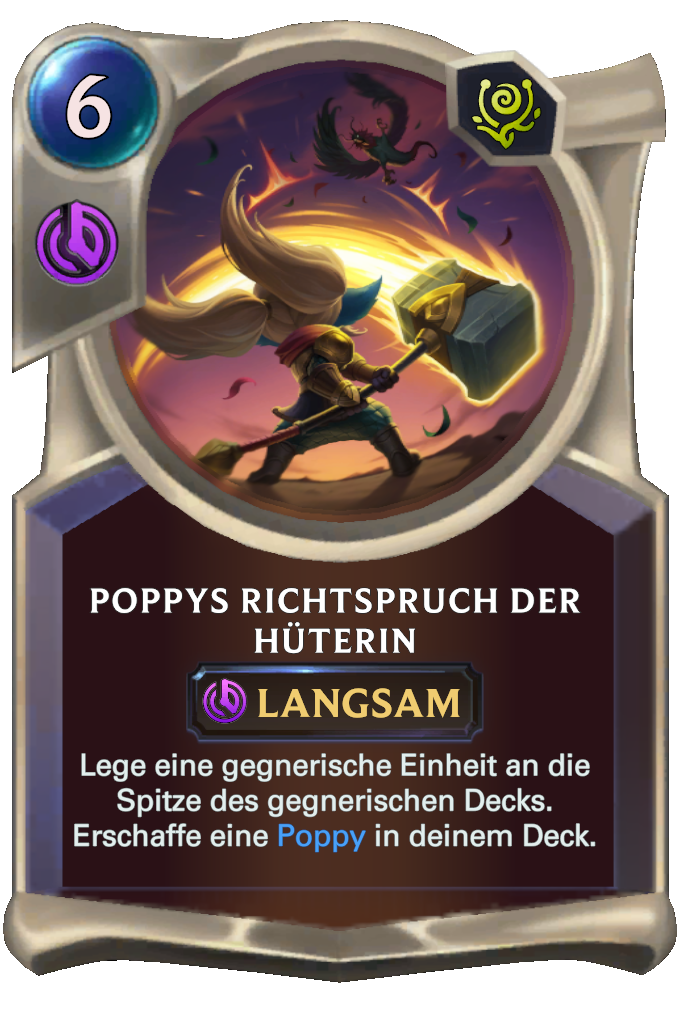 6
POPPYS RICHTSPRUCH DER
HÜTERIN
LANGSAM
Lege eine gegnerische Einheit an die
Spitze des gegnerischen Decks.
Erschaffe eine Poppy in deinem Deck.